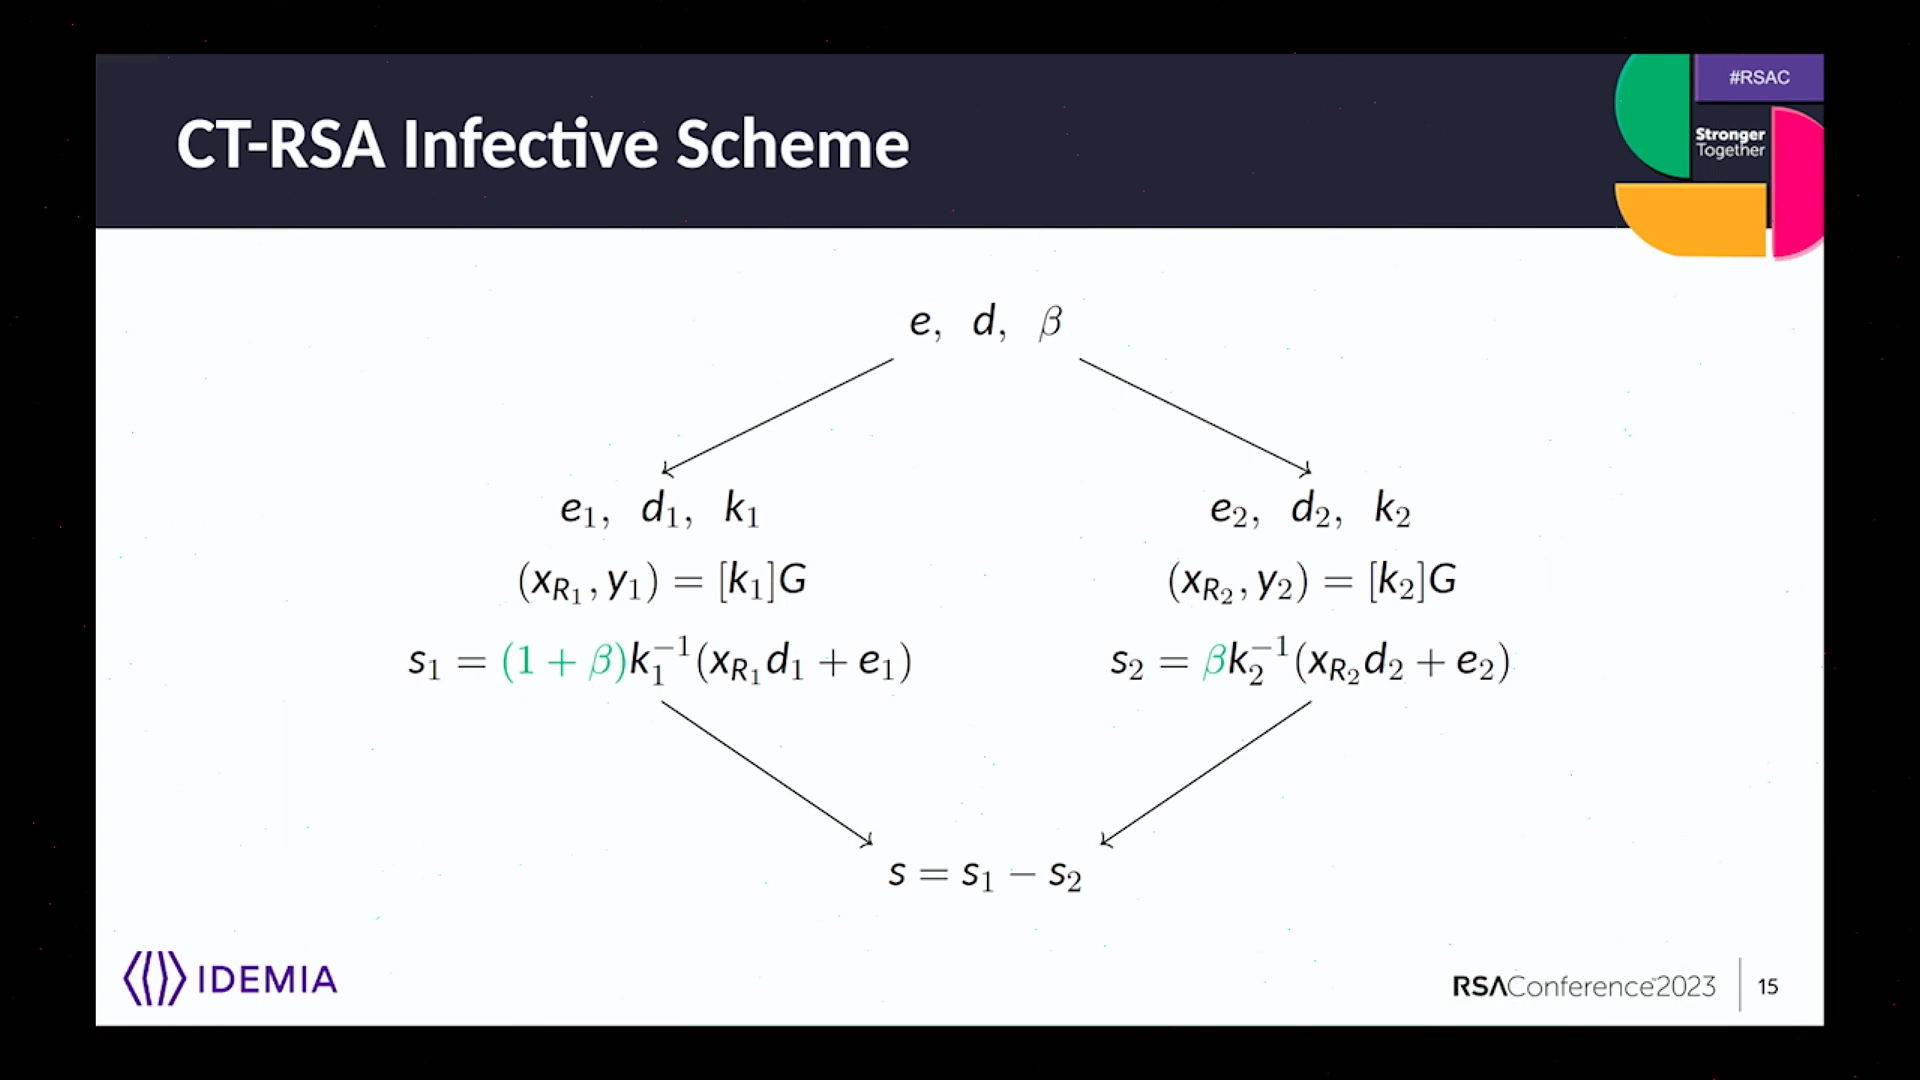 #RSAC
CT-RSA Infective Scheme
Stronger
Together
e, d, β
e₁, d₁, k₁
(x_{R₁}, y₁) = [k₁]G
s₁ = (1 + β)k₁⁻¹(x_{R₁}d₁ + e₁)
e₂, d₂, k₂
(x_{R₂}, y₂) = [k₂]G
s₂ = βk₂⁻¹(x_{R₂}d₂ + e₂)
s = s₁ − s₂
IDEMIA
RSAConference™2023
15